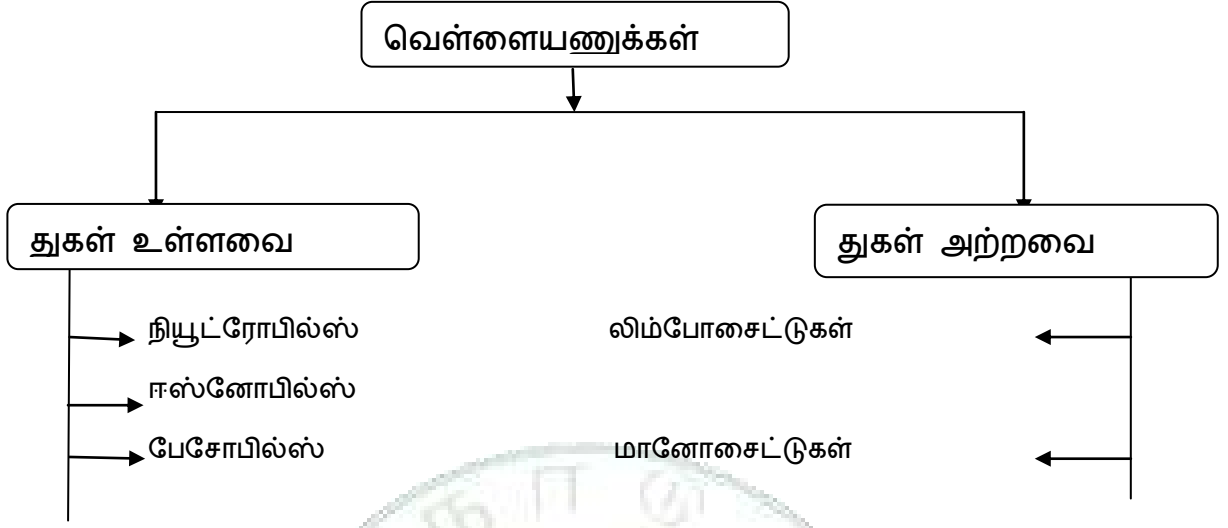 வெள்ளையணுக்கள்
துகள் உள்ளவை
துகள் அற்றவை
நியூட்ரோபில்ஸ்
லிம்போசைட்டுகள்
ஈஸ்னோபில்ஸ்
பேசோபில்ஸ்
மானோசைட்டுகள்